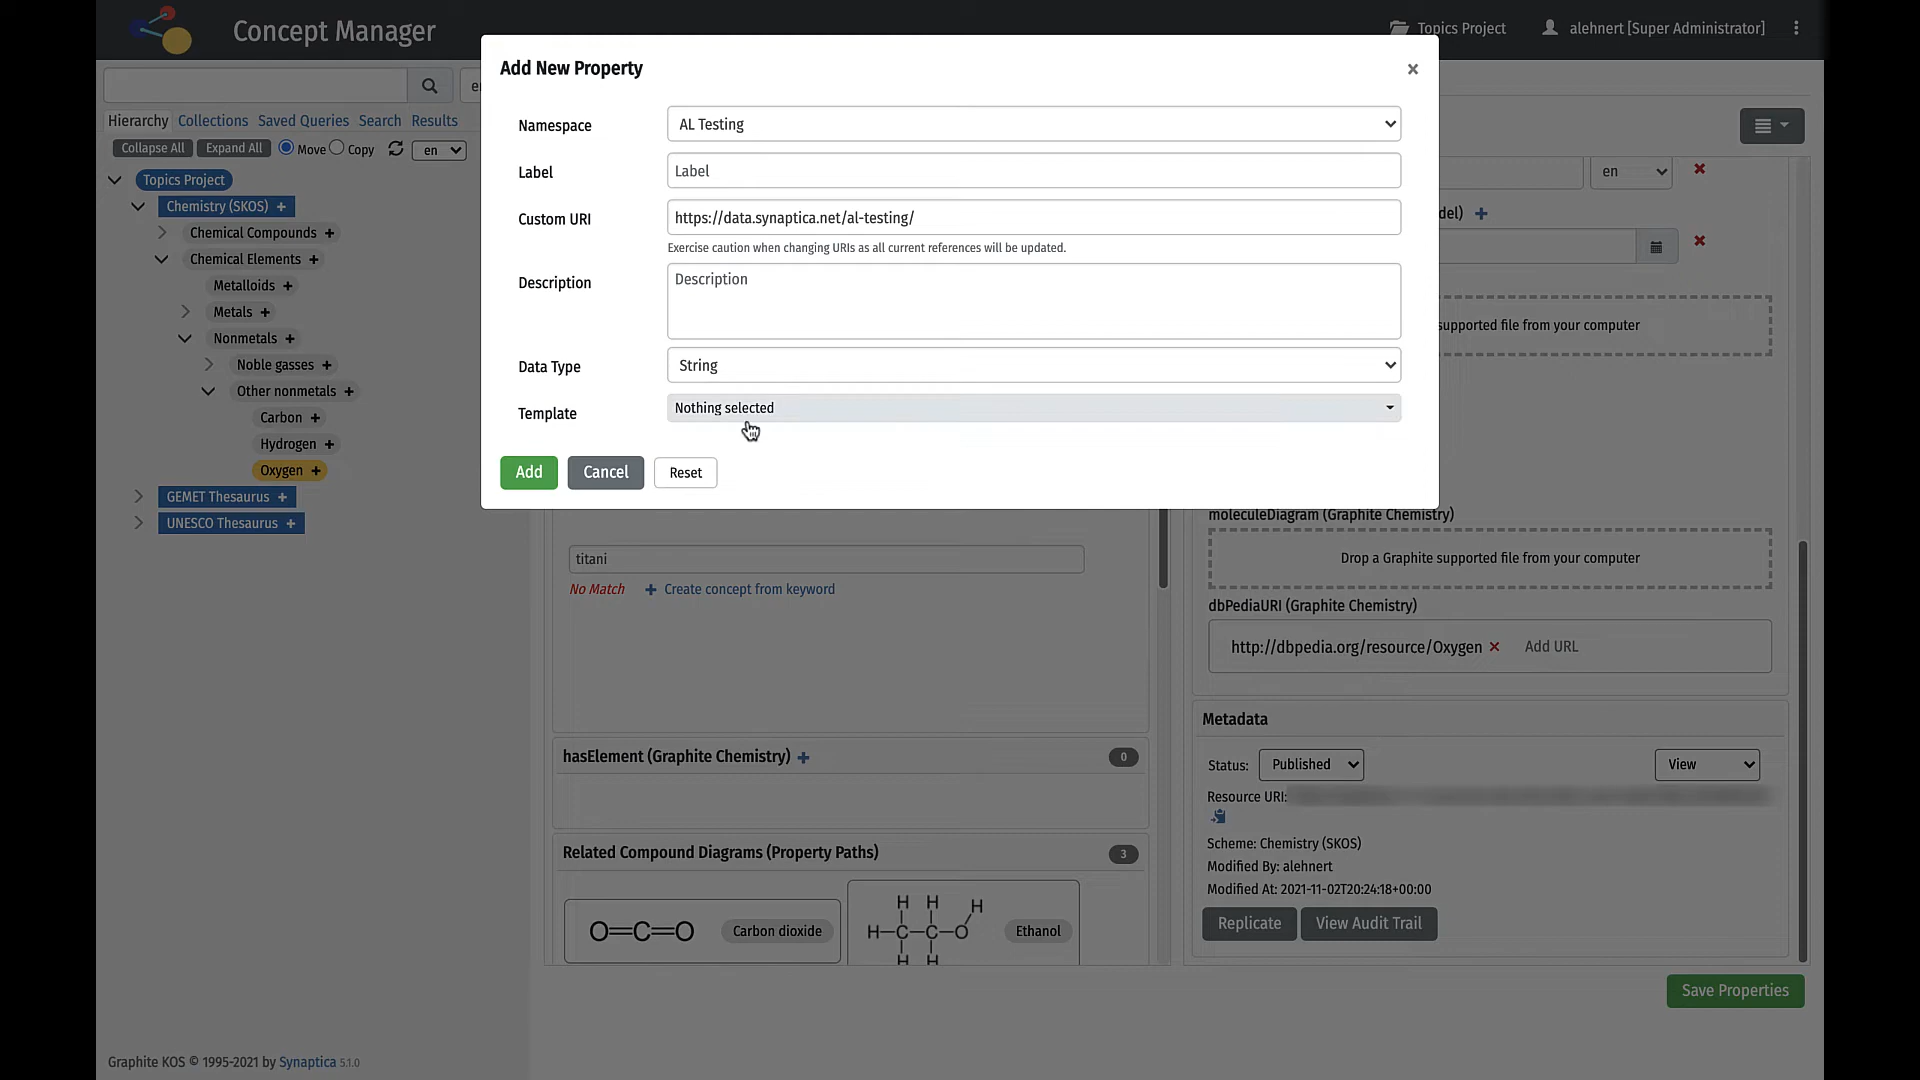 Concept Manager
Topics Project
alehnert [Super Administrator]
Add New Property
×
Namespace
AL Testing
Label
Label
Custom URI
https://data.synaptica.net/al-testing/
Exercise caution when changing URIs as all current references will be updated.
Description
Description
Data Type
String
Template
Nothing selected
Add
Cancel
Reset
Hierarchy
Collections
Saved Queries
Search
Results
Collapse All
Expand All
Move
Copy
en
Topics Project
Chemistry (SKOS) +
Chemical Compounds +
Chemical Elements +
Metalloids +
Metals +
Nonmetals +
Noble gasses +
Other nonmetals +
Carbon +
Hydrogen +
Oxygen +
GEMET Thesaurus +
UNESCO Thesaurus +
titani
No Match
+ Create concept from keyword
hasElement (Graphite Chemistry) +
0
Related Compound Diagrams (Property Paths)
3
O=C=O
Carbon dioxide
H H H
H-C-C-O
H H
Ethanol
en
del) +
supported file from your computer
moleculeDiagram (Graphite Chemistry)
Drop a Graphite supported file from your computer
dbPediaURI (Graphite Chemistry)
http://dbpedia.org/resource/Oxygen
Add URL
Metadata
Status:
Published
View
Resource URI:
Scheme: Chemistry (SKOS)
Modified By: alehnert
Modified At: 2021-11-02T20:24:18+00:00
Replicate
View Audit Trail
Save Properties
Graphite KOS © 1995-2021 by Synaptica 5.1.0